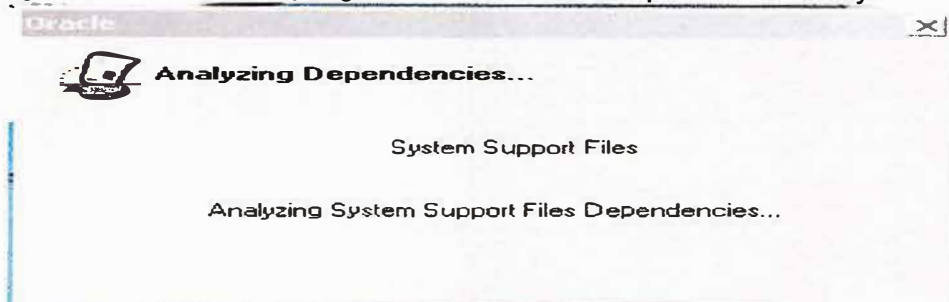 Oracle
Analyzing Dependencies...
System Support Files
Analyzing System Support Files Dependencies...